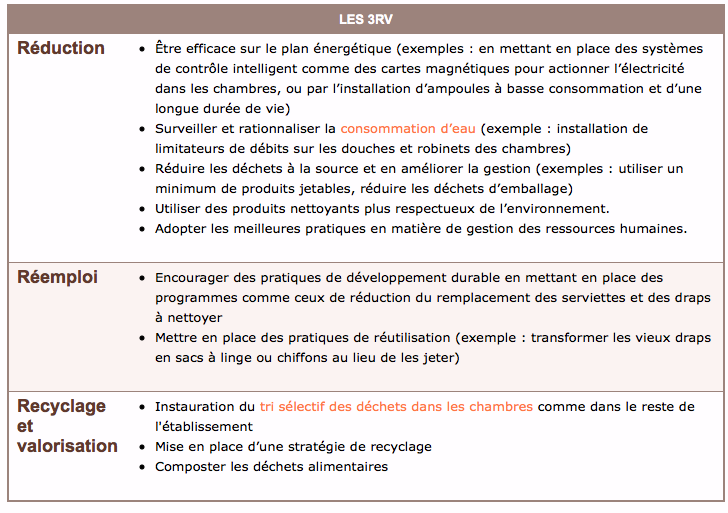 LES 3RV
Réduction
• Être efficace sur le plan énergétique (exemples : en mettant en place des systèmes
de contrôle intelligent comme des cartes magnétiques pour actionner l’électricité
dans les chambres, ou par l’installation d’ampoules à basse consommation et d’une
longue durée de vie)
• Surveiller et rationnaliser la consommation d’eau (exemple : installation de
limitateurs de débits sur les douches et robinets des chambres)
• Réduire les déchets à la source et en améliorer la gestion (exemples : utiliser un
minimum de produits jetables, réduire les déchets d’emballage)
• Utiliser des produits nettoyants plus respectueux de l’environnement.
• Adopter les meilleures pratiques en matière de gestion des ressources humaines.
Réemploi
• Encourager des pratiques de développement durable en mettant en place des
programmes comme ceux de réduction du remplacement des serviettes et des draps
à nettoyer
• Mettre en place des pratiques de réutilisation (exemple : transformer les vieux draps
en sacs à linge ou chiffons au lieu de les jeter)
Recyclage
et
valorisation
• Instauration du tri sélectif des déchets dans les chambres comme dans le reste de
l'établissement
• Mise en place d’une stratégie de recyclage
• Composter les déchets alimentaires